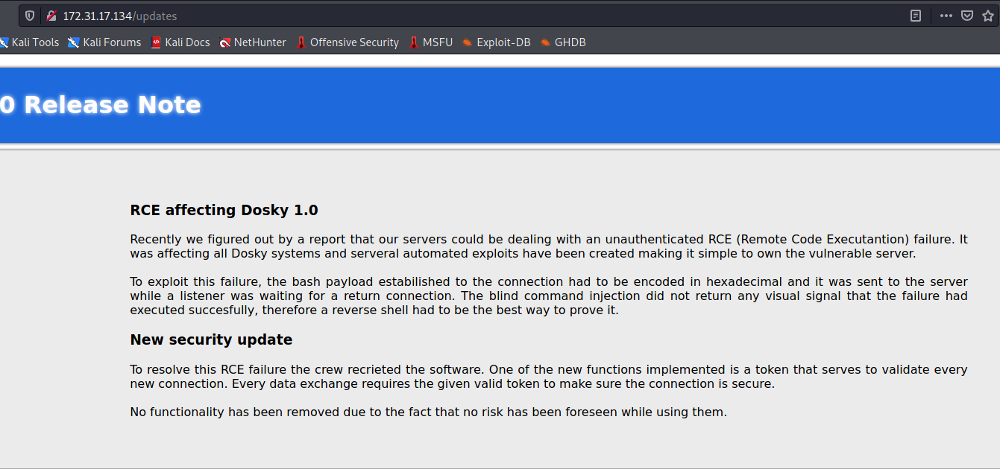 172.31.17.134/updates
Kali Tools Kali Forums Kali Docs NetHunter Offensive Security MSFU Exploit-DB GHDB
0 Release Note
RCE affecting Dosky 1.0
Recently we figured out by a report that our servers could be dealing with an unauthenticated RCE (Remote Code Executantion) failure. It
was affecting all Dosky systems and serveral automated exploits have been created making it simple to own the vulnerable server.
To exploit this failure, the bash payload estabilished to the connection had to be encoded in hexadecimal and it was sent to the server
while a listener was waiting for a return connection. The blind command injection did not return any visual signal that the failure had
executed succesfully, therefore a reverse shell had to be the best way to prove it.
New security update
To resolve this RCE failure the crew recrieted the software. One of the new functions implemented is a token that serves to validate every
new connection. Every data exchange requires the given valid token to make sure the connection is secure.
No functionality has been removed due to the fact that no risk has been foreseen while using them.